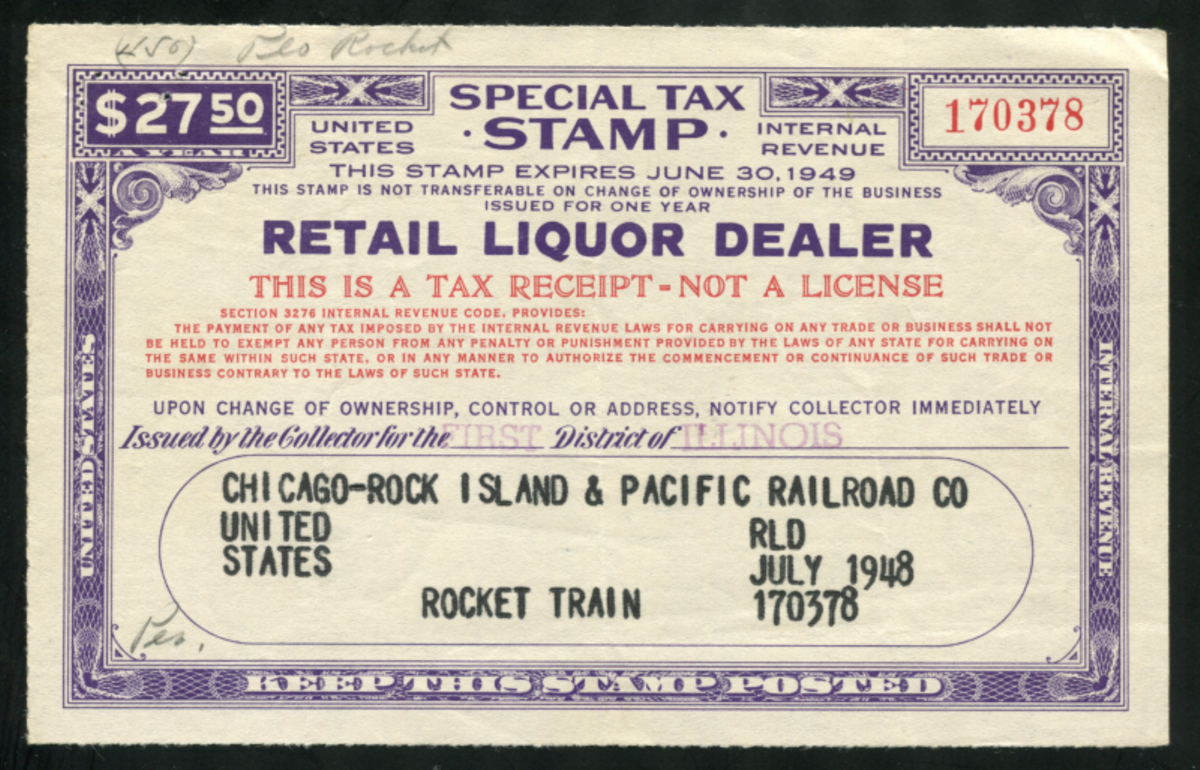 (450) Peo Rocket
$27.50
A YEAR
UNITED STATES
SPECIAL TAX
· STAMP ·
INTERNAL REVENUE
170378
THIS STAMP EXPIRES JUNE 30, 1949
THIS STAMP IS NOT TRANSFERABLE ON CHANGE OF OWNERSHIP OF THE BUSINESS
ISSUED FOR ONE YEAR
RETAIL LIQUOR DEALER
THIS IS A TAX RECEIPT - NOT A LICENSE
SECTION 3276 INTERNAL REVENUE CODE, PROVIDES:
THE PAYMENT OF ANY TAX IMPOSED BY THE INTERNAL REVENUE LAWS FOR CARRYING ON ANY TRADE OR BUSINESS SHALL NOT
BE HELD TO EXEMPT ANY PERSON FROM ANY PENALTY OR PUNISHMENT PROVIDED BY THE LAWS OF ANY STATE FOR CARRYING ON
THE SAME WITHIN SUCH STATE, OR IN ANY MANNER TO AUTHORIZE THE COMMENCEMENT OR CONTINUANCE OF SUCH TRADE OR
BUSINESS CONTRARY TO THE LAWS OF SUCH STATE.
UPON CHANGE OF OWNERSHIP, CONTROL OR ADDRESS, NOTIFY COLLECTOR IMMEDIATELY
Issued by the Collector for the FIRST District of ILLINOIS
CHICAGO-ROCK ISLAND & PACIFIC RAILROAD CO
UNITED RLD
STATES JULY 1948
ROCKET TRAIN 170378
Peo.
UNITED STATES
INTERNAL REVENUE
KEEP THIS STAMP POSTED